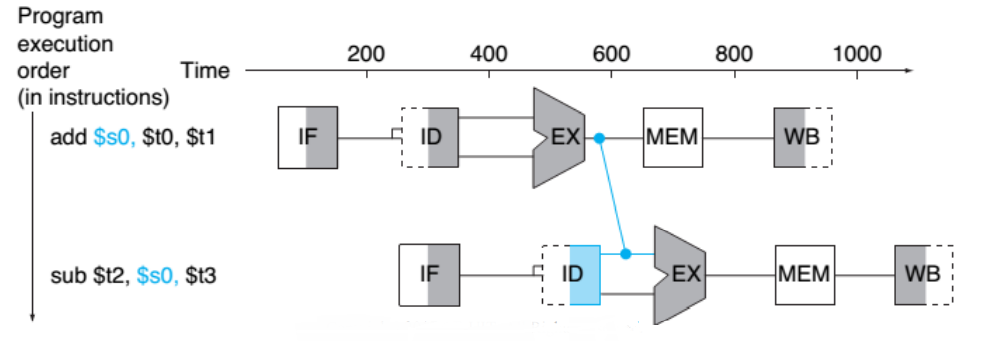 Program
execution
order
(in instructions)
Time
200 400 600 800 1000
add $s0, $t0, $t1
IF ID EX MEM WB
sub $t2, $s0, $t3
IF ID EX MEM WB